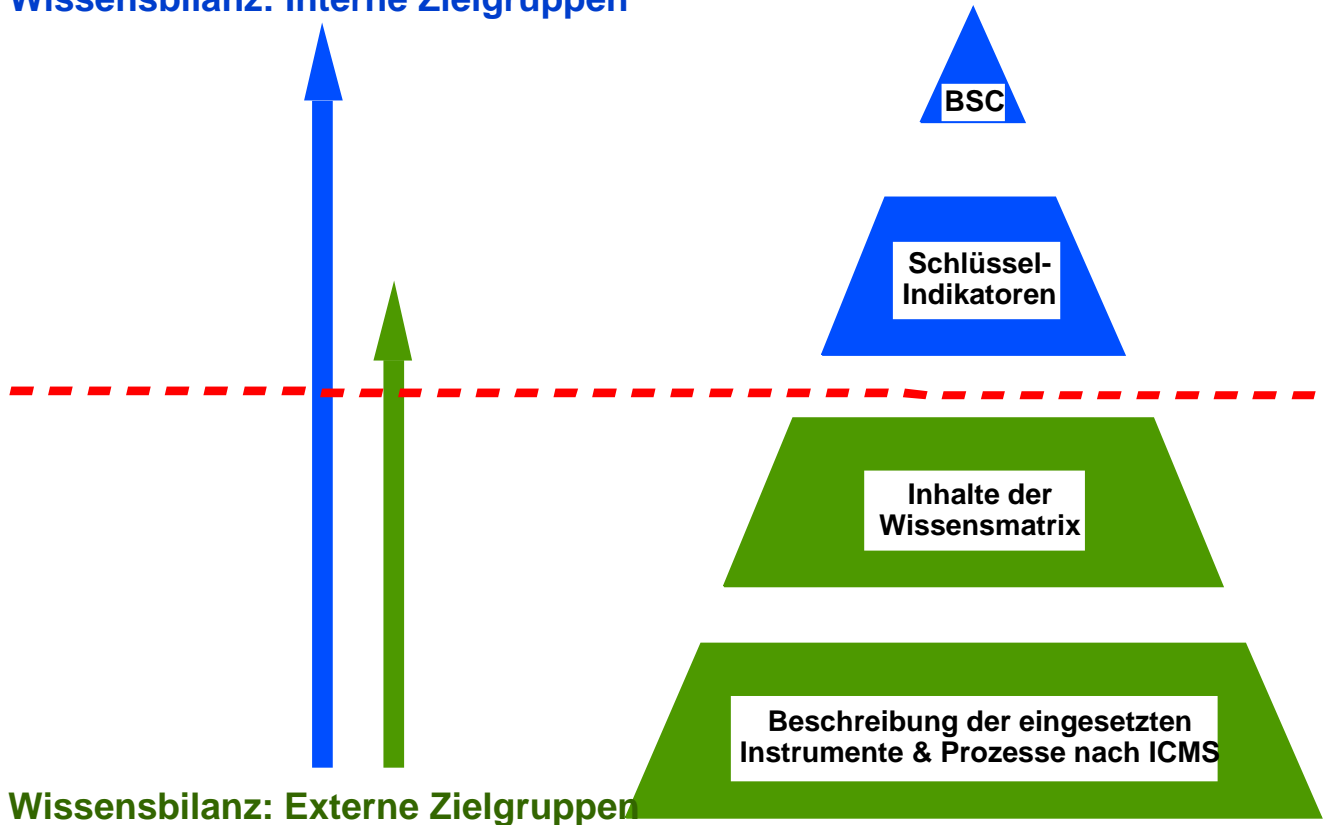 Wissensbilanz: Interne Zielgruppen
BSC
Schlüssel-
Indikatoren
Inhalte der
Wissensmatrix
Beschreibung der eingesetzten
Instrumente & Prozesse nach ICMS
Wissensbilanz: Externe Zielgruppen